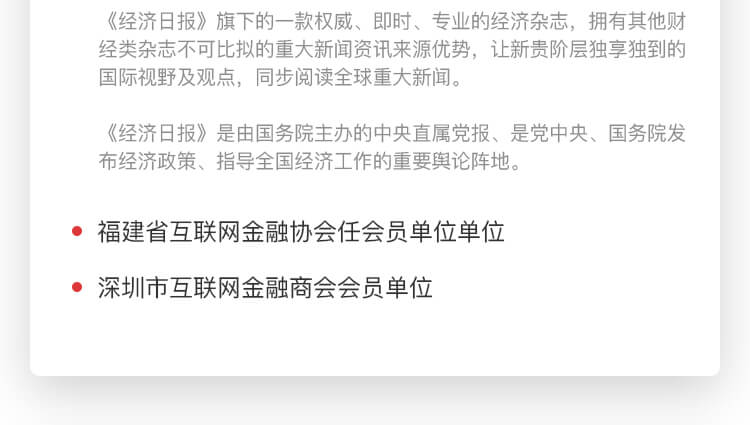 《经济日报》旗下的一款权威、即时、专业的经济杂志，拥有其他财
经类杂志不可比拟的重大新闻资讯来源优势，让新贵阶层独享独到的
国际视野及观点，同步阅读全球重大新闻。
《经济日报》是由国务院主办的中央直属党报、是党中央、国务院发
布经济政策、指导全国经济工作的重要舆论阵地。
福建省互联网金融协会任会员单位单位
深圳市互联网金融商会会员单位